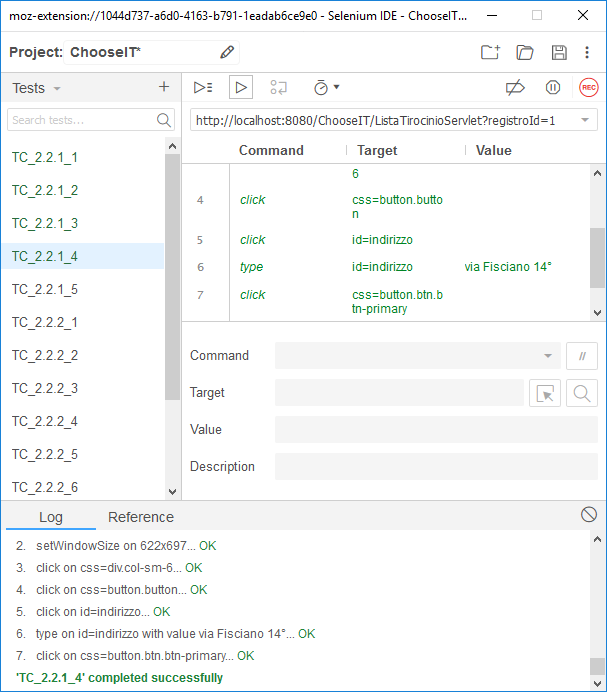 moz-extension://1044d737-a6d0-4163-b791-1eadab6ce9e0 - Selenium IDE - ChooseIT...
Project: ChooseIT*
Tests
Search tests...
TC_2.2.1_1
TC_2.2.1_2
TC_2.2.1_3
TC_2.2.1_4
TC_2.2.1_5
TC_2.2.2_1
TC_2.2.2_2
TC_2.2.2_3
TC_2.2.2_4
TC_2.2.2_5
TC_2.2.2_6
REC
http://localhost:8080/ChooseIT/ListaTirocinioServlet?registroId=1
Command Target Value
6
4 click css=button.butto
n
5 click id=indirizzo
6 type id=indirizzo via Fisciano 14°
7 click css=button.btn.b
tn-primary
Command //
Target
Value
Description
Log Reference
2. setWindowSize on 622x697... OK
3. click on css=div.col-sm-6... OK
4. click on css=button.button... OK
5. click on id=indirizzo... OK
6. type on id=indirizzo with value via Fisciano 14°... OK
7. click on css=button.btn.btn-primary... OK
'TC_2.2.1_4' completed successfully